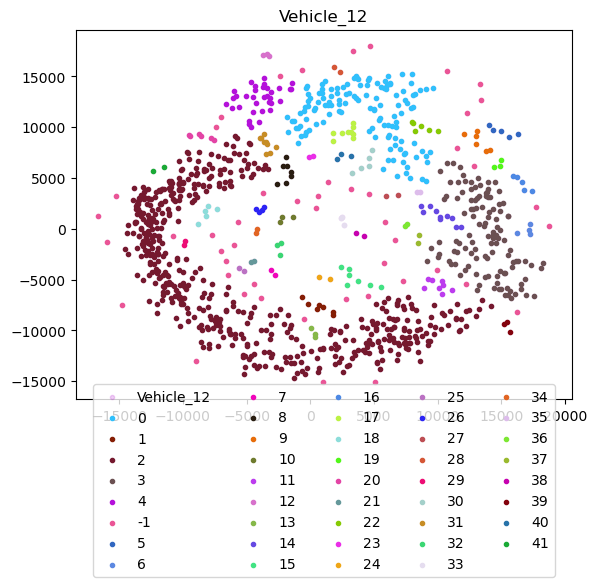 Vehicle_12
15000
10000
5000
0
−5000
−10000
−15000
−15000 −10000 −5000 0 5000 10000 15000 20000
Vehicle_12 7 16 25 34
0 8 17 26 35
1 9 18 27 36
2 10 19 28 37
3 11 20 29 38
4 12 21 30 39
-1 13 22 31 40
5 14 23 32 41
6 15 24 33